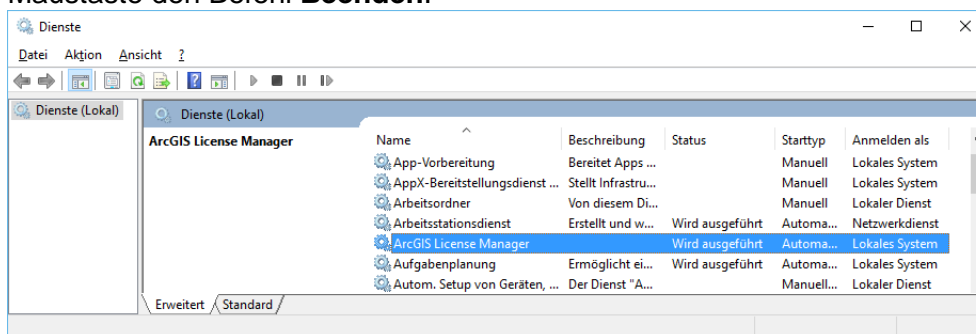 Maustaste den Befehl Beenden.
Dienste
Datei Aktion Ansicht ?
Dienste (Lokal)
Dienste (Lokal)
ArcGIS License Manager
Name Beschreibung Status Starttyp Anmelden als
App-Vorbereitung Bereitet Apps ... Manuell Lokales System
AppX-Bereitstellungsdienst ... Stellt Infrastru... Manuell Lokales System
Arbeitsordner Von diesem Di... Manuell Lokaler Dienst
Arbeitsstationsdienst Erstellt und w... Wird ausgeführt Automa... Netzwerkdienst
ArcGIS License Manager Wird ausgeführt Automa... Lokales System
Aufgabenplanung Ermöglicht ei... Wird ausgeführt Automa... Lokales System
Autom. Setup von Geräten, ... Der Dienst "A... Manuell... Lokaler Dienst
Erweitert Standard